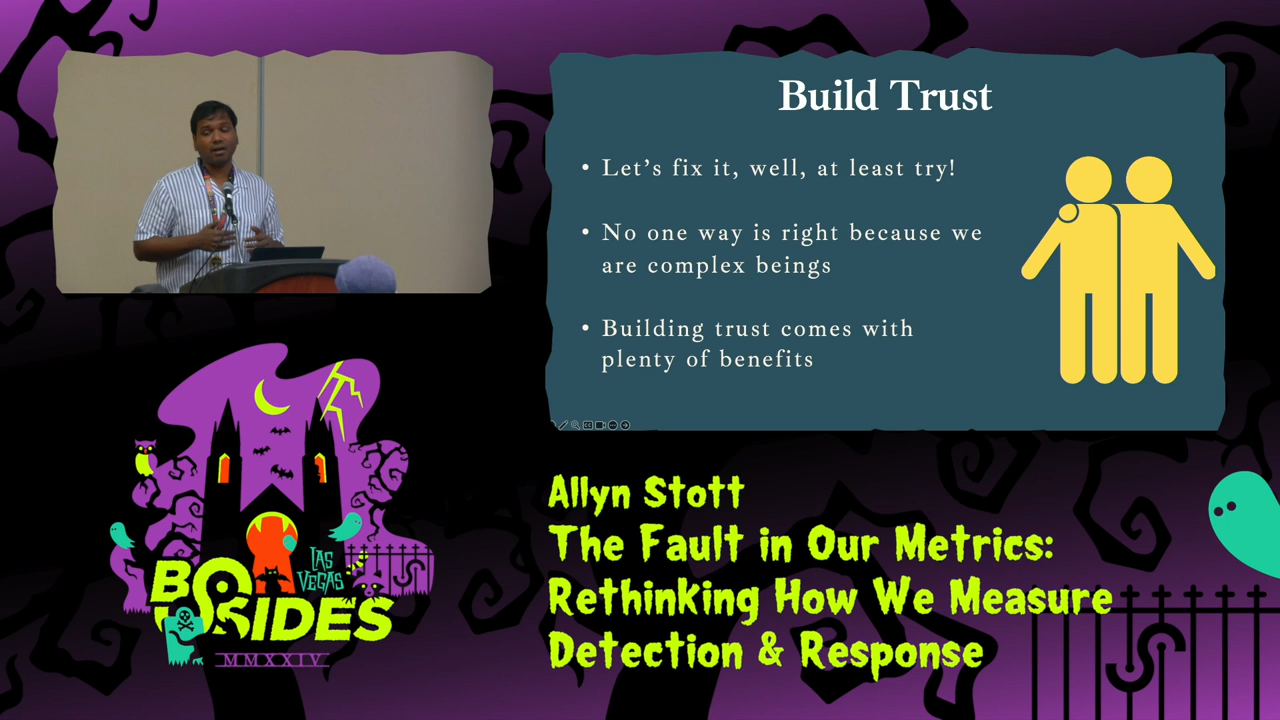 Build Trust
• Let’s fix it, well, at least try!
• No one way is right because we
are complex beings
• Building trust comes with
plenty of benefits
Allyn Stott
The Fault in Our Metrics:
Rethinking How We Measure
Detection & Response
LAS
VEGAS
BSIDES
MMXXIV